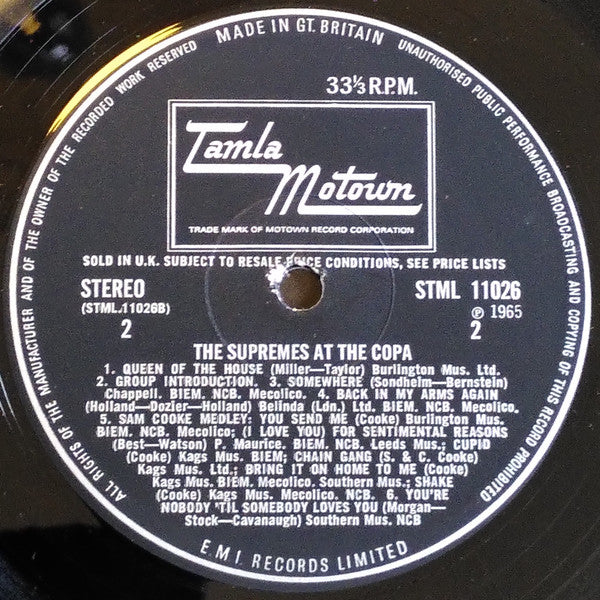 MADE IN GT. BRITAIN
ALL RIGHTS OF THE MANUFACTURER AND OF THE OWNER OF THE RECORDED WORK RESERVED
UNAUTHORISED PUBLIC PERFORMANCE BROADCASTING AND COPYING OF THIS RECORD PROHIBITED
33⅓ R.P.M.
Tamla
Motown
TRADE MARK OF MOTOWN RECORD CORPORATION
SOLD IN U.K. SUBJECT TO RESALE PRICE CONDITIONS, SEE PRICE LISTS
STEREO
(STML.11026B)
2
STML 11026
℗ 1965
2
THE SUPREMES AT THE COPA
1. QUEEN OF THE HOUSE (Miller—Taylor) Burlington Mus. Ltd.
2. GROUP INTRODUCTION. 3. SOMEWHERE (Sondheim—Bernstein)
Chappell. BIEM. NCB. Mecolico. 4. BACK IN MY ARMS AGAIN
(Holland—Dozier—Holland) Belinda (Ldn.) Ltd. BIEM. NCB. Mecolico.
5. SAM COOKE MEDLEY: YOU SEND ME (Cooke) Burlington Mus.
BIEM. NCB. Mecolico; (I LOVE YOU) FOR SENTIMENTAL REASONS
(Best—Watson) P. Maurice. BIEM. NCB. Leeds Mus.; CUPID
(Cooke) Kags Mus. BIEM; CHAIN GANG (S. & C. Cooke)
Kags Mus. Ltd.; BRING IT ON HOME TO ME (Cooke)
Kags Mus. BIEM. Mecolico. Southern Mus.; SHAKE
(Cooke) Kags Mus. Mecolico. NCB. 6. YOU'RE
NOBODY 'TIL SOMEBODY LOVES YOU (Morgan—
Stock—Cavanaugh) Southern Mus. NCB
E.M.I. RECORDS LIMITED